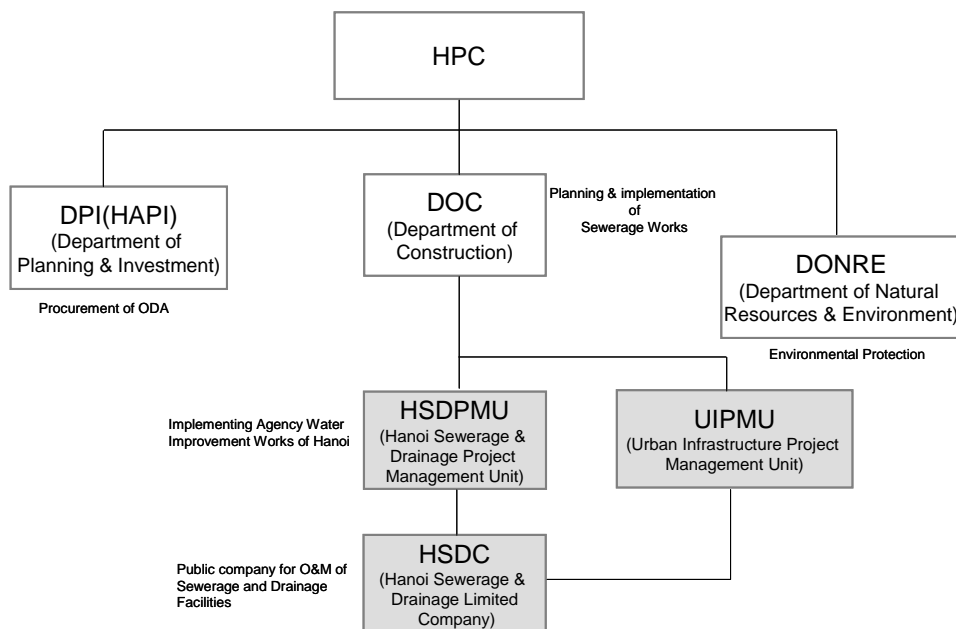 HPC
DPI(HAPI)
(Department of
Planning & Investment)
Procurement of ODA
DOC
(Department of
Construction)
Planning & implementation
of
Sewerage Works
DONRE
(Department of Natural
Resources & Environment)
Environmental Protection
Implementing Agency Water
Improvement Works of Hanoi
HSDPMU
(Hanoi Sewerage &
Drainage Project
Management Unit)
UIPMU
(Urban Infrastructure Project
Management Unit)
Public company for O&M of
Sewerage and Drainage
Facilities
HSDC
(Hanoi Sewerage &
Drainage Limited
Company)